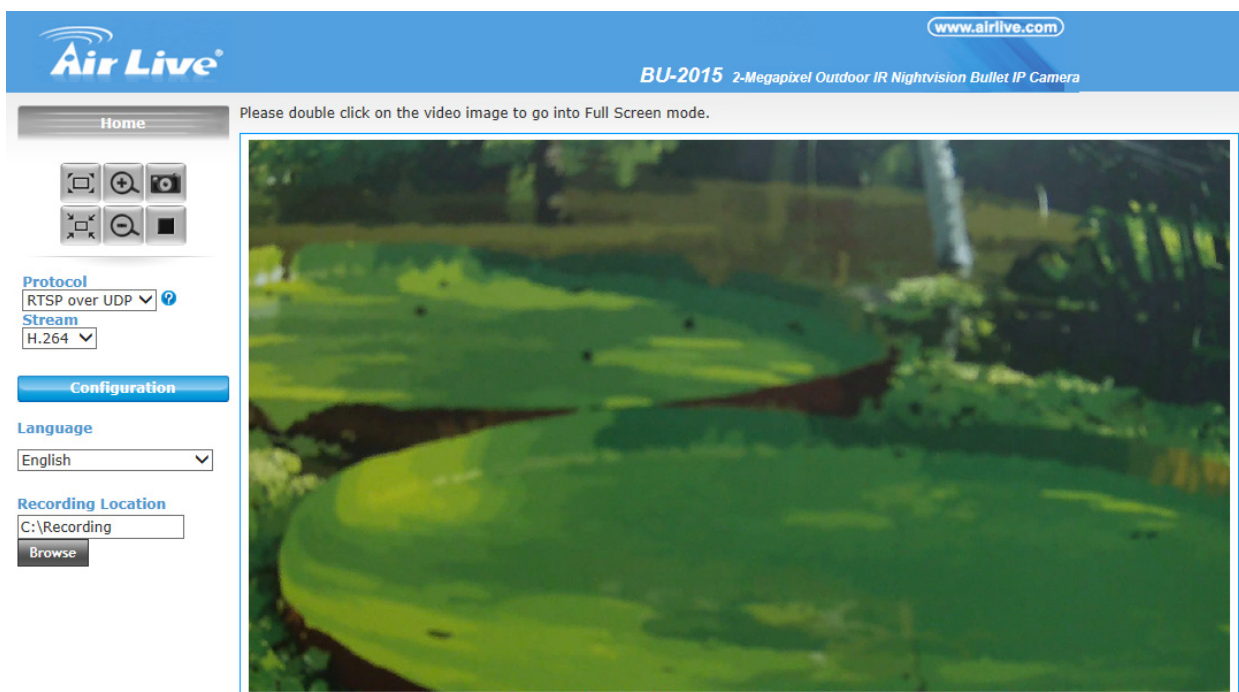 www.airlive.com
Air Live®
BU-2015 2-Megapixel Outdoor IR Nightvision Bullet IP Camera
Home
Please double click on the video image to go into Full Screen mode.
Protocol
RTSP over UDP
Stream
H.264
Configuration
Language
English
Recording Location
C:\Recording
Browse